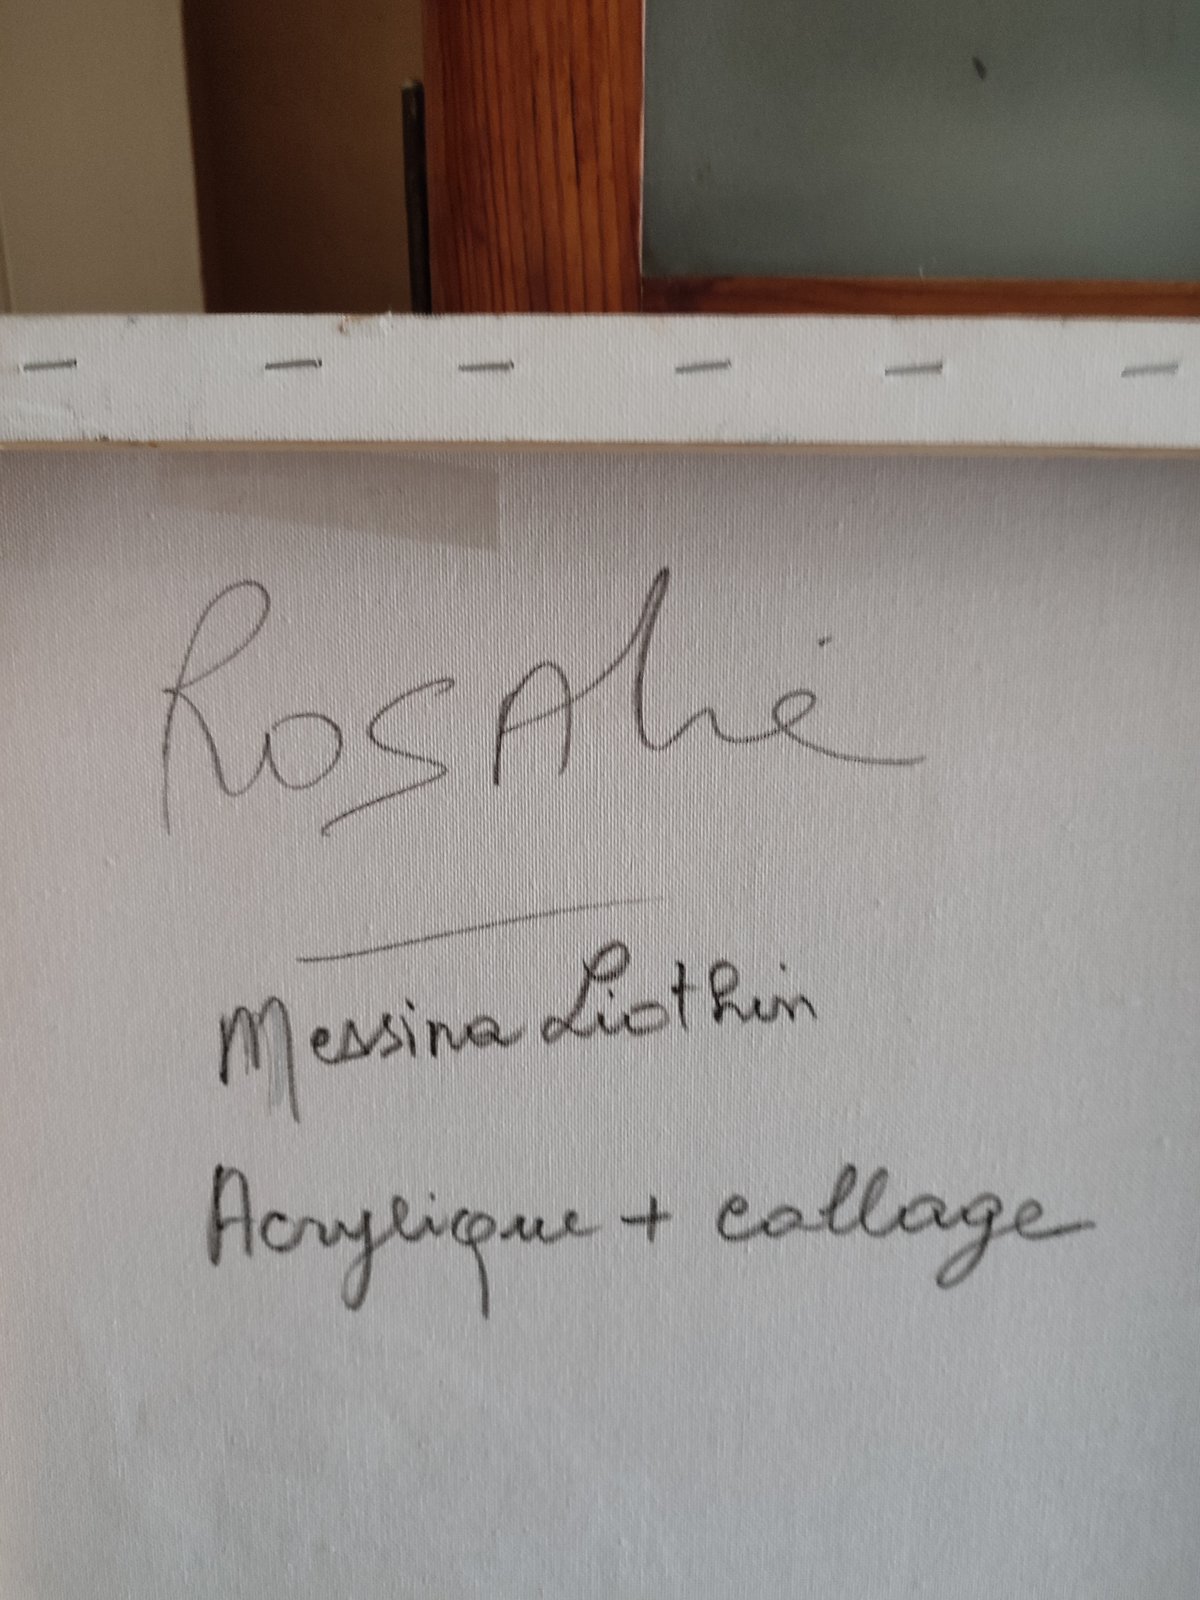 ROSAlie
Messina Liothin
Acrylique + collage